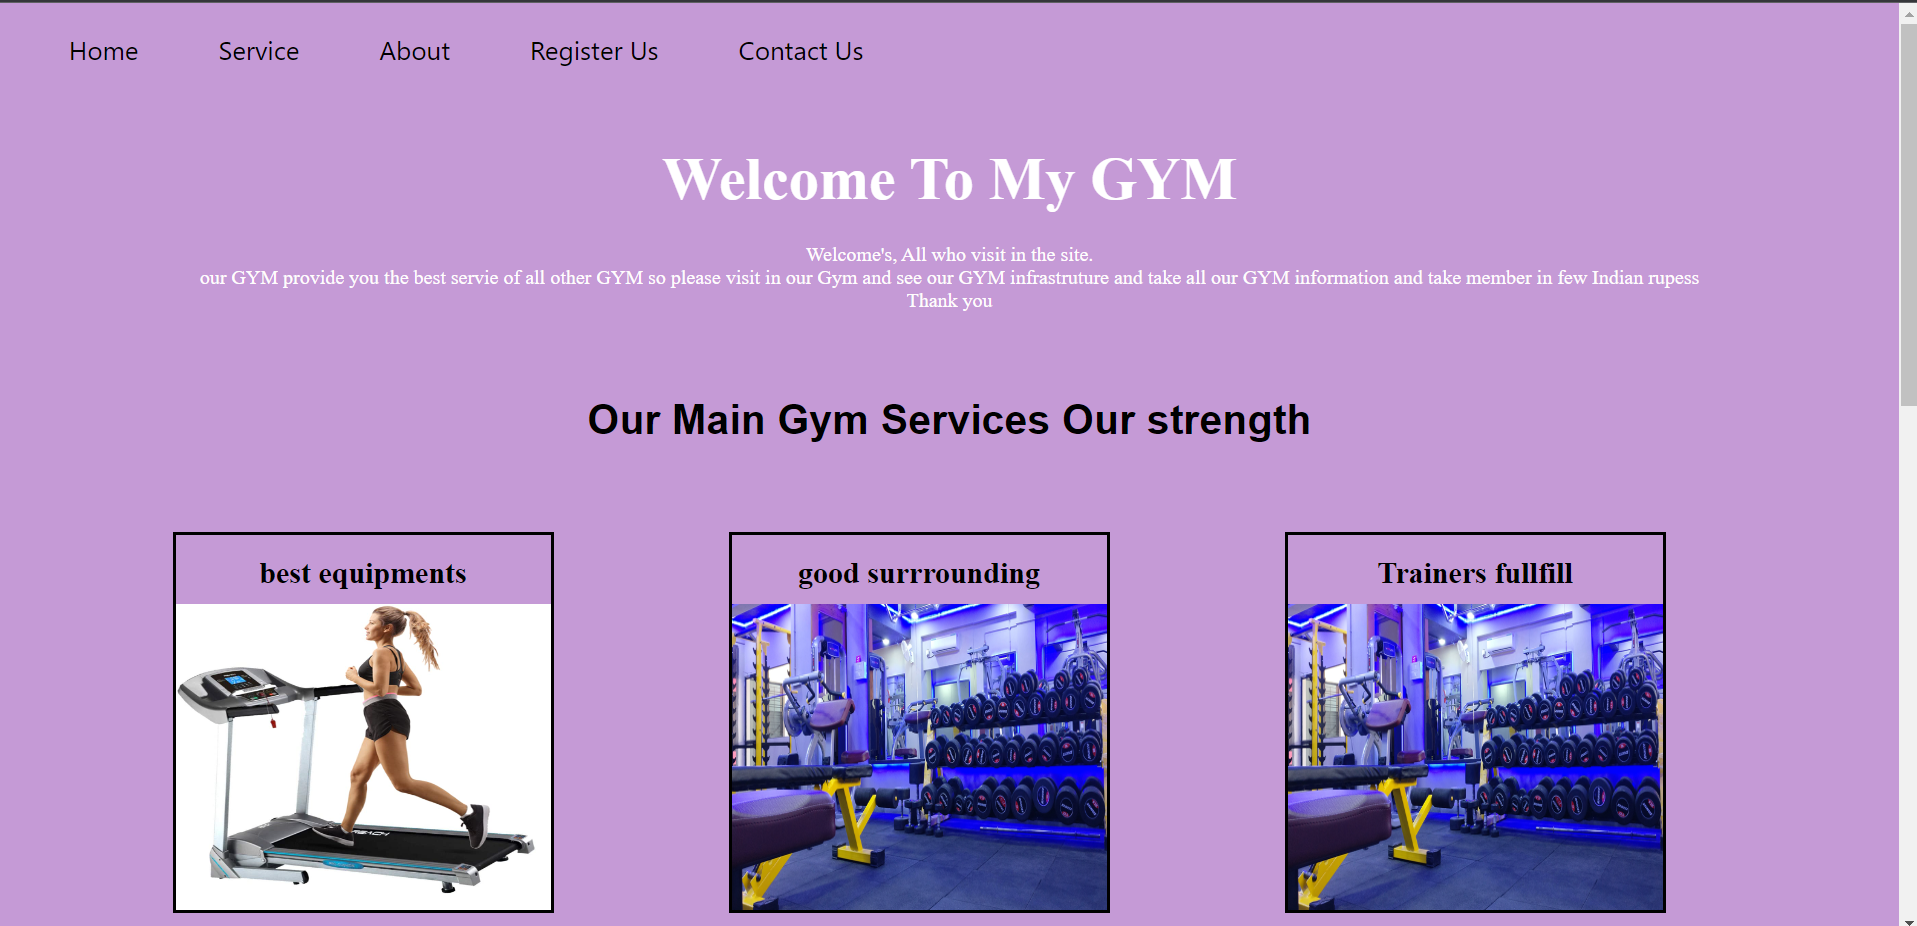 Home Service About Register Us Contact Us
Welcome To My GYM
Welcome's, All who visit in the site.
our GYM provide you the best servie of all other GYM so please visit in our Gym and see our GYM infrastruture and take all our GYM information and take member in few Indian rupess
Thank you
Our Main Gym Services Our strength
best equipments
good surrrounding
Trainers fullfill